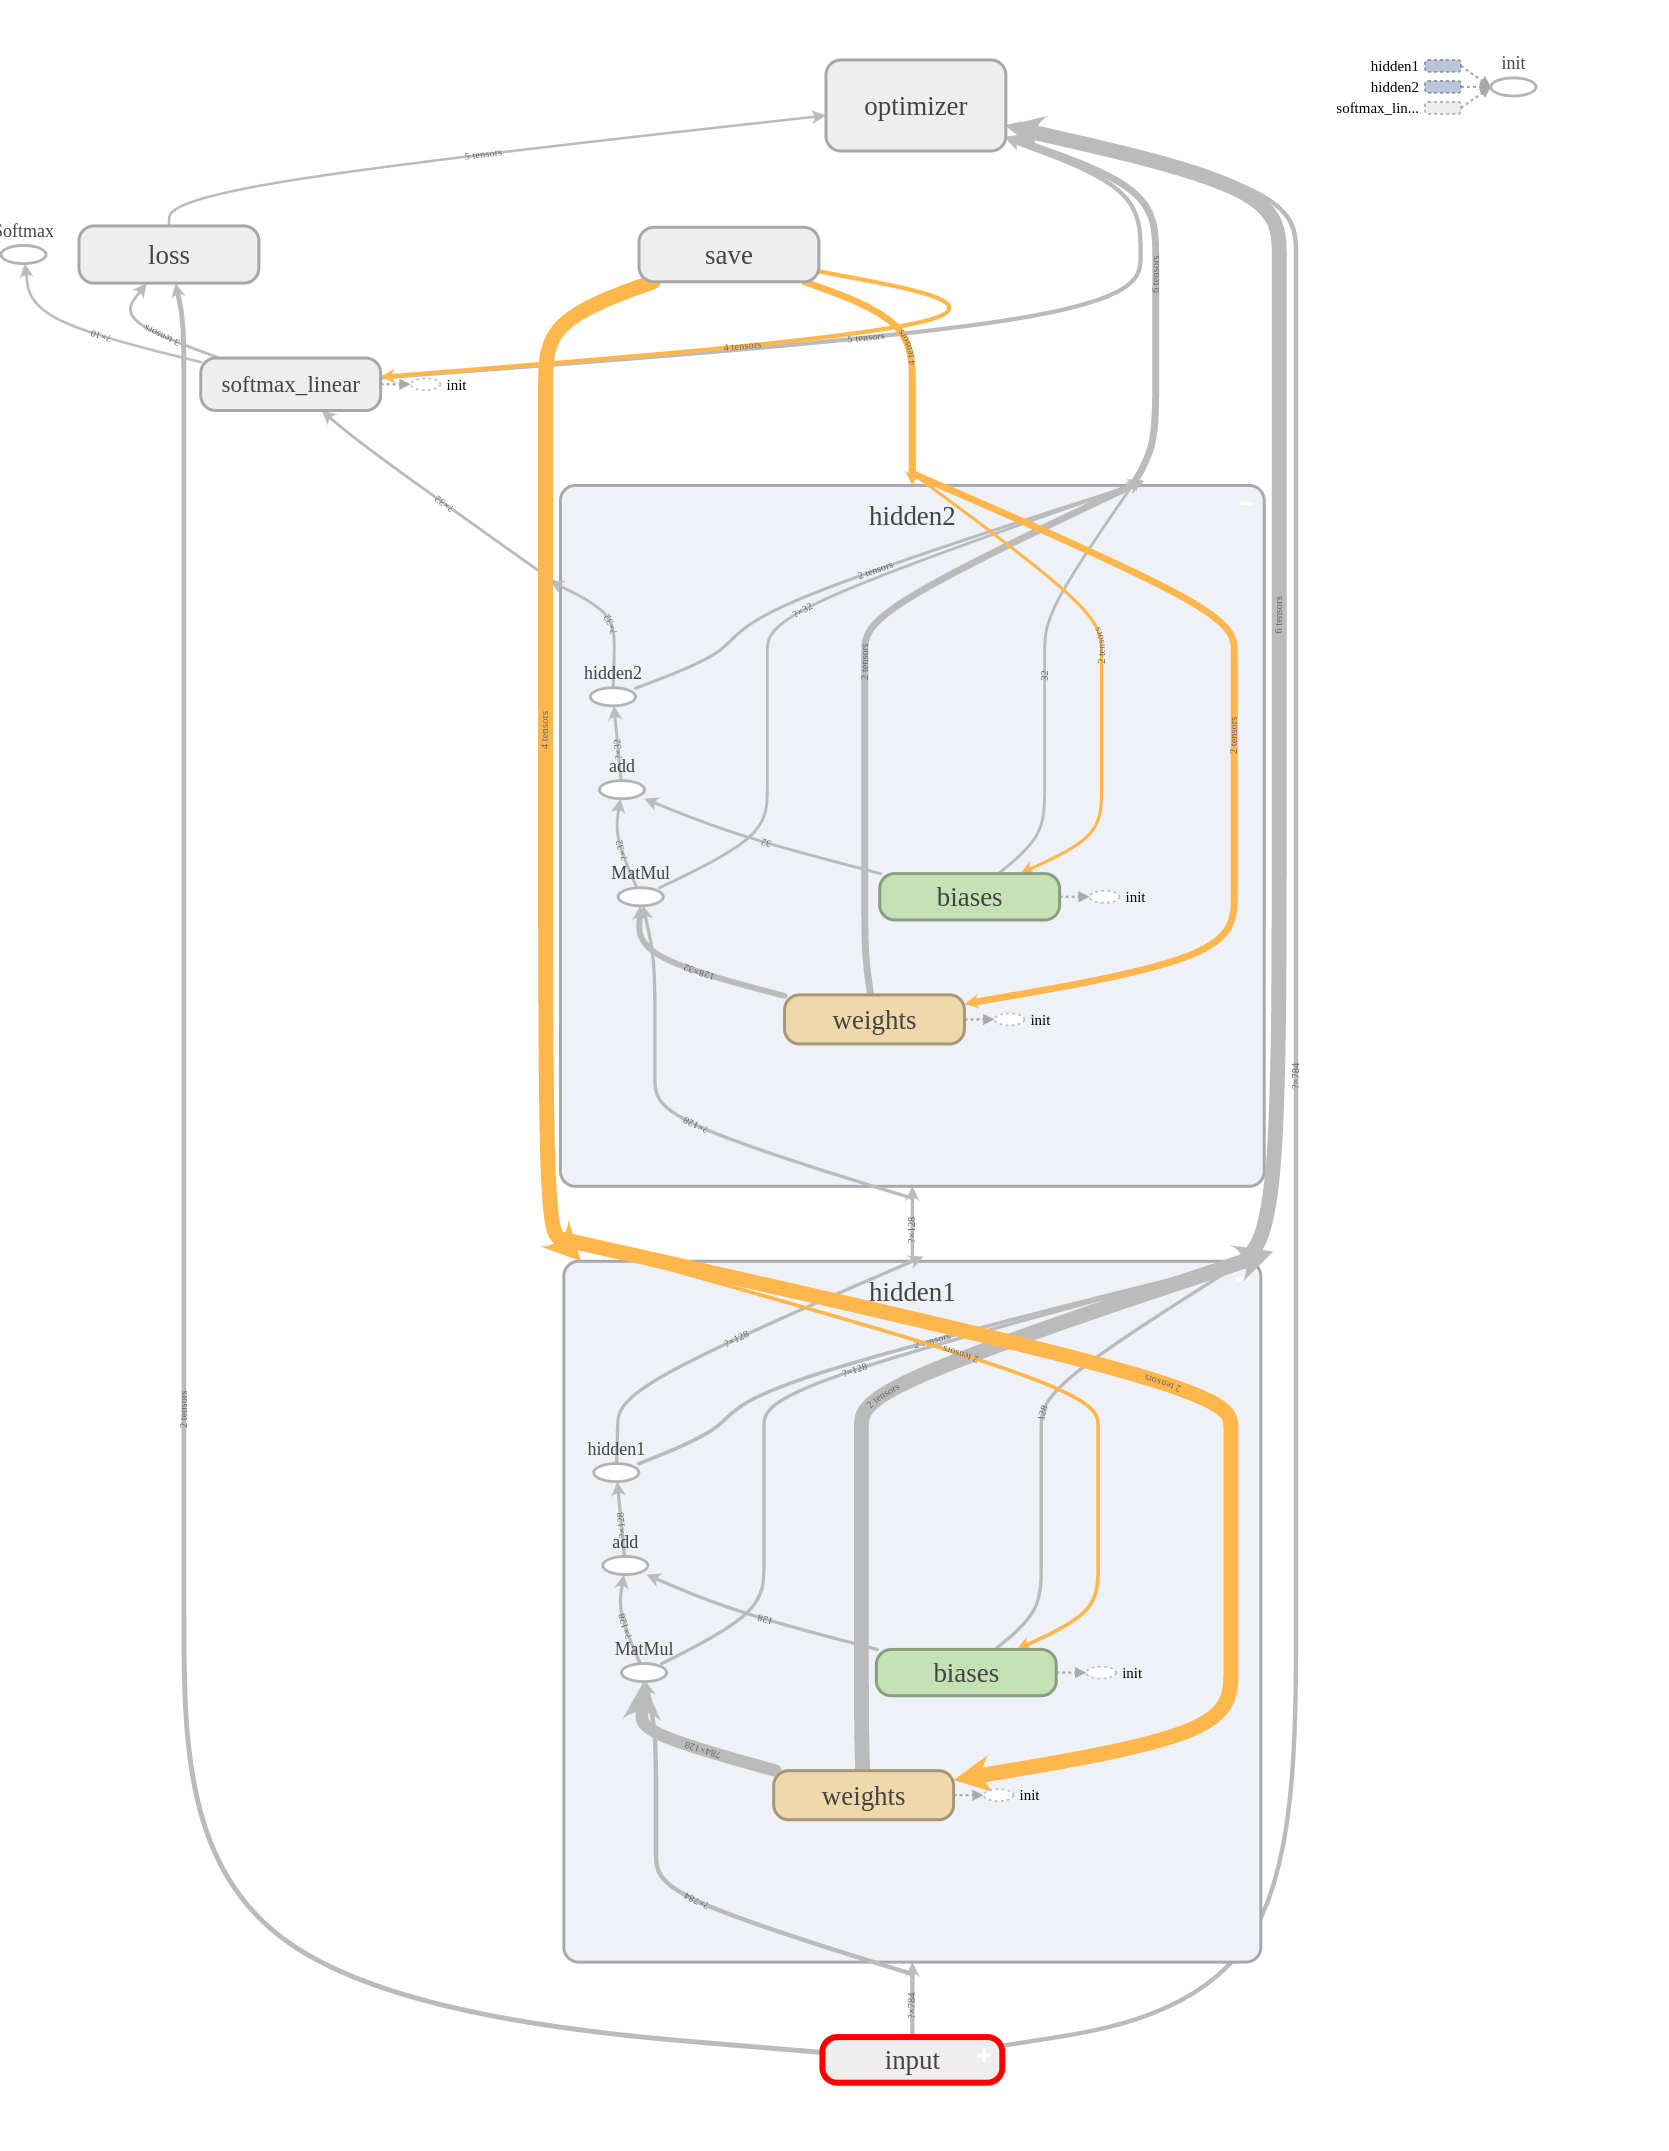 optimizer
hidden1
hidden2
softmax_lin...
init
5 tensors
Softmax
loss
save
?×10
3 tensors
4 tensors
5 tensors
4 tensors
6 tensors
softmax_linear
init
?×32
hidden2
2 tensors
?×32
?×32
2 tensors
32
2 tensors
6 tensors
hidden2
4 tensors
?×32
2 tensors
add
?×32
32
MatMul
biases
init
128×32
weights
init
?×784
?×128
?×128
hidden1
?×128
2 tensors
2 tensors
?×128
2 tensors
2 tensors
128
2 tensors
hidden1
?×128
add
?×128
128
MatMul
biases
init
784×128
weights
init
?×784
?×784
input